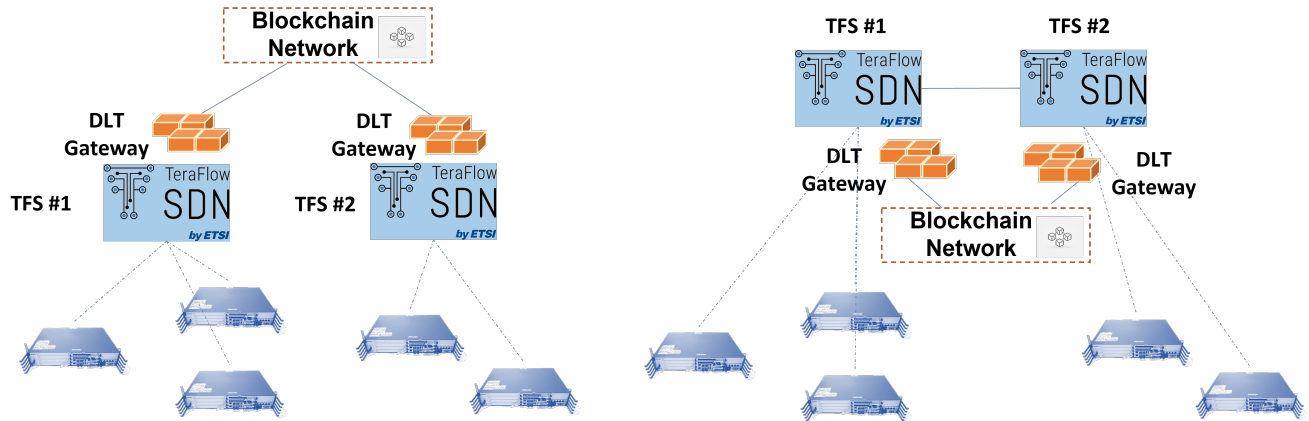 Blockchain
Network
DLT
Gateway
DLT
Gateway
TFS #1
TeraFlow
SDN
by ETSI
TFS #2
TeraFlow
SDN
by ETSI
TFS #1
TFS #2
TeraFlow
SDN
by ETSI
TeraFlow
SDN
by ETSI
DLT
Gateway
DLT
Gateway
Blockchain
Network